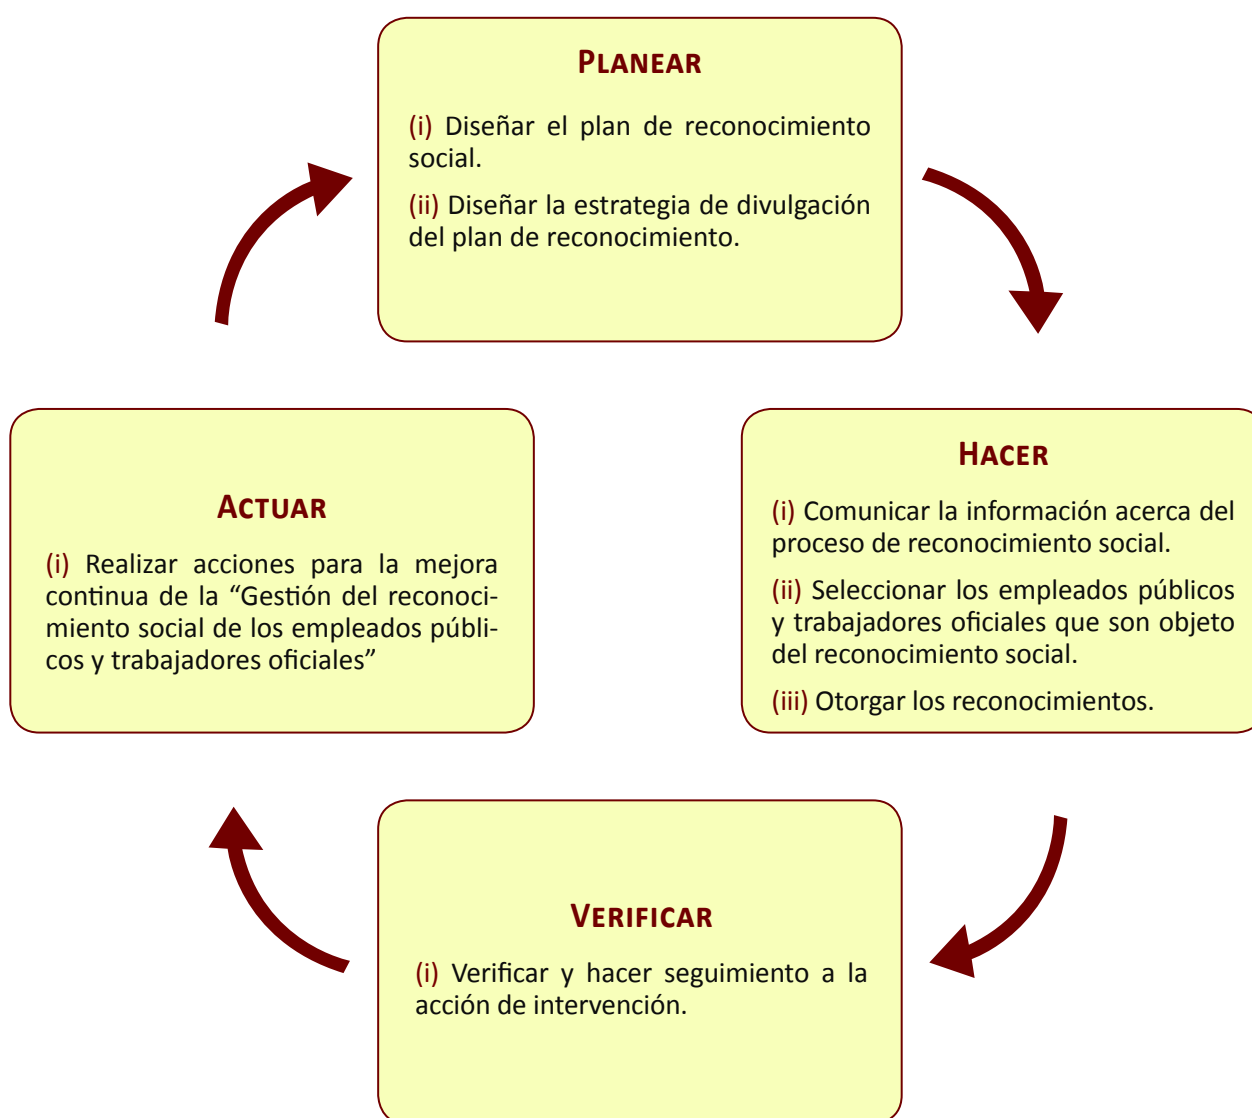 PLANEAR
(i) Diseñar el plan de reconocimiento
social.
(ii) Diseñar la estrategia de divulgación
del plan de reconocimiento.
HACER
(i) Comunicar la información acerca del
proceso de reconocimiento social.
(ii) Seleccionar los empleados públicos
y trabajadores oficiales que son objeto
del reconocimiento social.
(iii) Otorgar los reconocimientos.
VERIFICAR
(i) Verificar y hacer seguimiento a la
acción de intervención.
ACTUAR
(i) Realizar acciones para la mejora
continua de la “Gestión del reconoci-
miento social de los empleados públi-
cos y trabajadores oficiales”